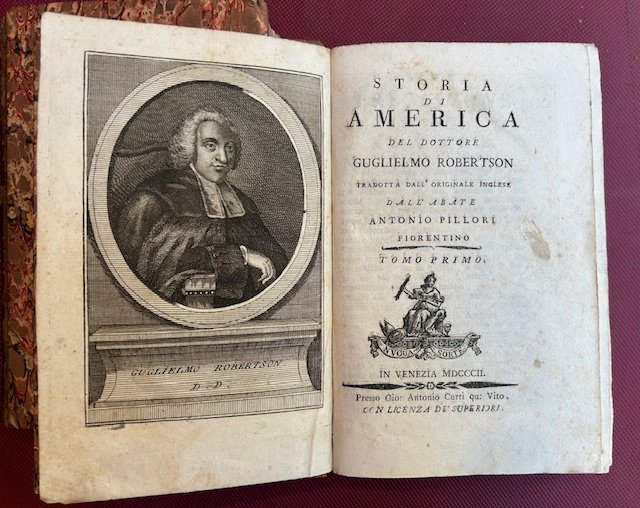 GUGLIELMO ROBERTSON
D. D.
STORIA
DI
AMERICA
DEL DOTTORE
GUGLIELMO ROBERTSON
TRADOTTA DALL' ORIGINALE INGLESE
DALL' ABATE
ANTONIO PILLORI
FIORENTINO
TOMO PRIMO.
NUOVA SORTE
IN VENEZIA MDCCCII.
Presso Gio: Antonio Curti qu: Vito.
CON LICENZA DE' SUPERIORI.